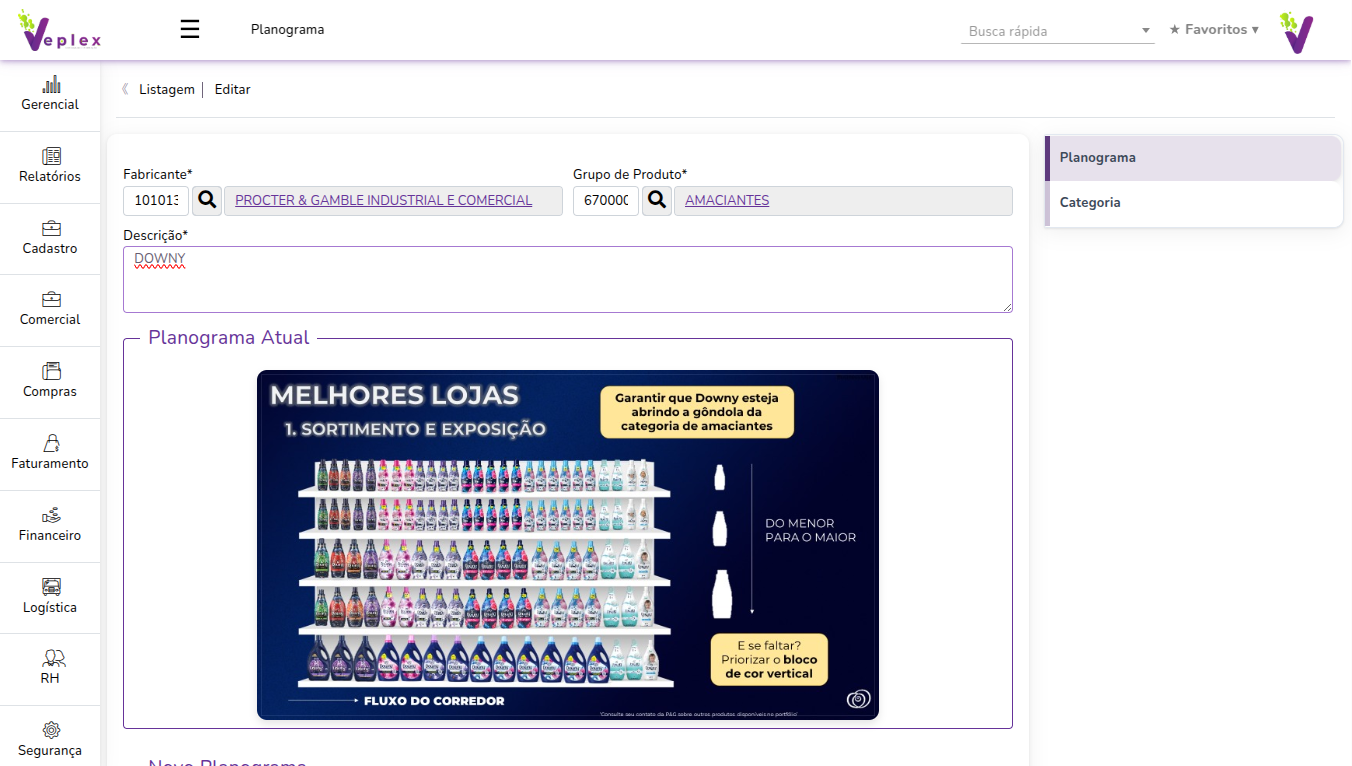 Veplex
Planograma
Busca rápida
★ Favoritos ▾
Gerencial
Relatórios
Cadastro
Comercial
Compras
Faturamento
Financeiro
Logística
RH
Segurança
《 Listagem | Editar
Fabricante*
101013
PROCTER & GAMBLE INDUSTRIAL E COMERCIAL
Grupo de Produto*
670000
AMACIANTES
Descrição*
DOWNY
Planograma Atual
MELHORES LOJAS
1. SORTIMENTO E EXPOSIÇÃO
Garantir que Downy esteja
abrindo a gôndola da
categoria de amaciantes
DO MENOR
PARA O MAIOR
E se faltar?
Priorizar o bloco
de cor vertical
FLUXO DO CORREDOR
*Consulte seu contato da P&G sobre outros produtos disponíveis no portfólio*
Novo Planograma
Planograma
Categoria